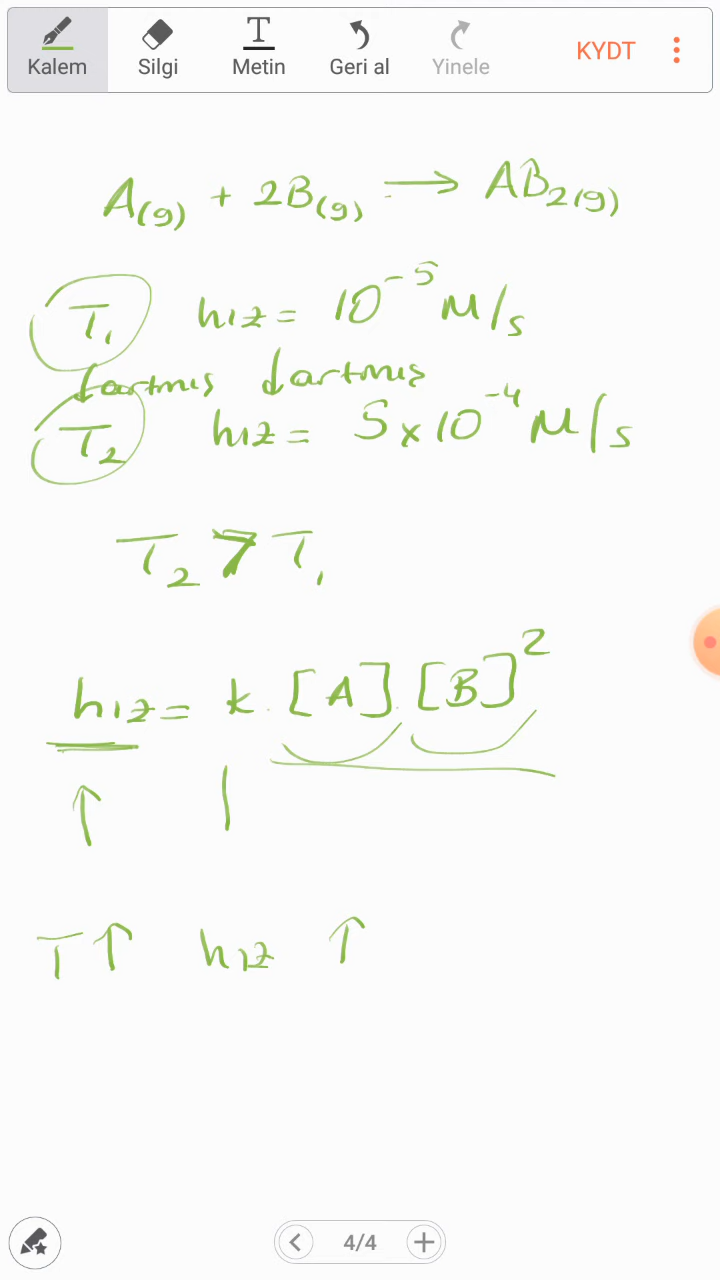 Kalem Silgi Metin Geri al Yinele KYDT
A(g) + 2B(g) → AB2(g)
T1 hız = 10^-5 M/s
↓artmış ↓artmış
T2 hız = 5x10^-4 M/s
T2 > T1
hız = k.[A].[B]^2
↑ |
T↑ hız ↑
4/4